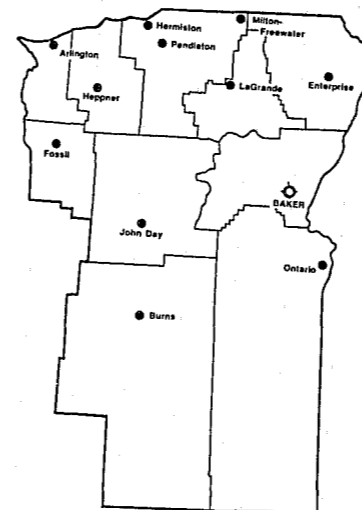 Milton-
Freewater
Hermiston
Pendleton
Arlington
Heppner
LaGrande
Enterprise
Fossil
BAKER
John Day
Ontario
Burns